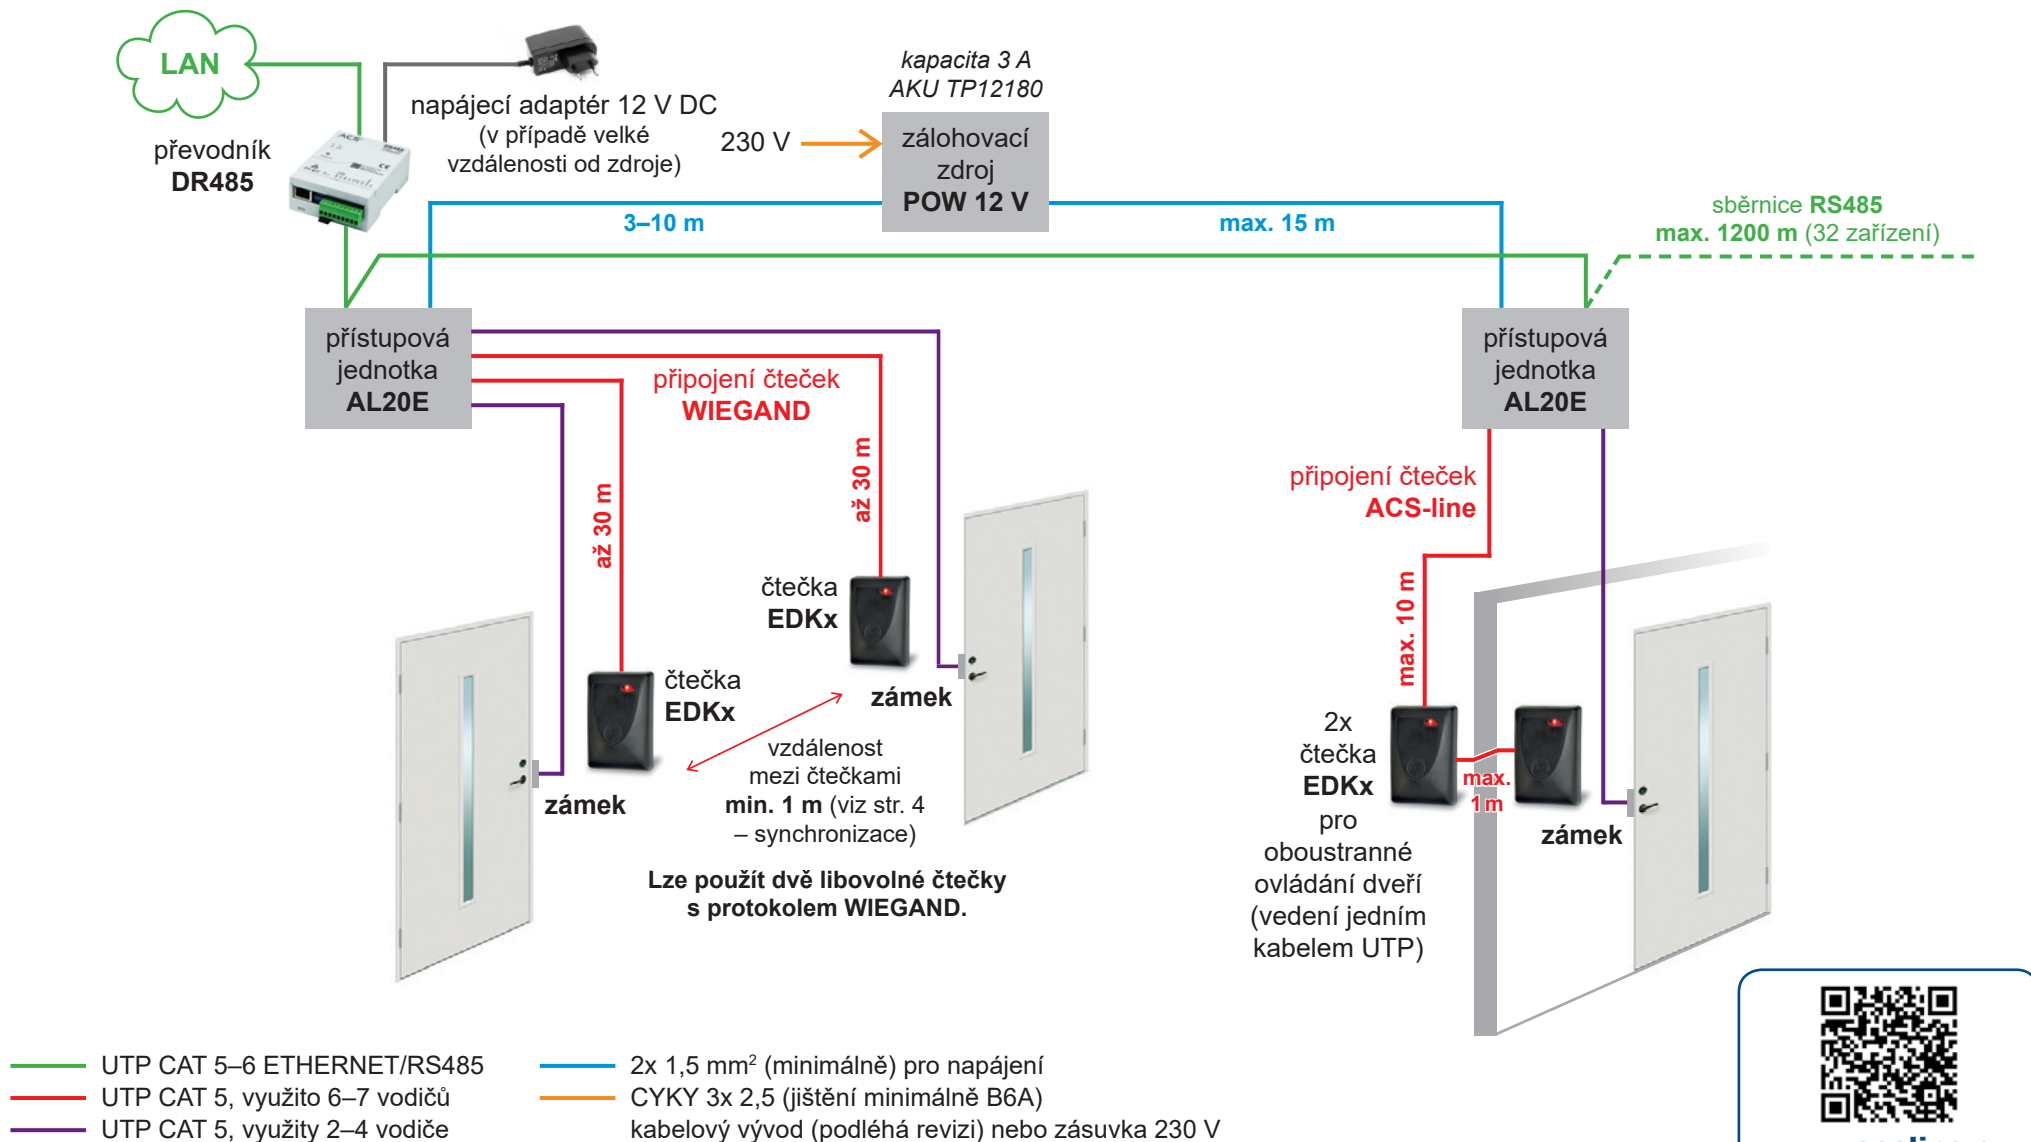 LAN
převodník
DR485
napájecí adaptér 12 V DC
(v případě velké
vzdálenosti od zdroje)
230 V
kapacita 3 A
AKU TP12180
zálohovací
zdroj
POW 12 V
3–10 m
max. 15 m
sběrnice RS485
max. 1200 m (32 zařízení)
přístupová
jednotka
AL20E
připojení čteček
WIEGAND
až 30 m
až 30 m
čtečka
EDKx
zámek
čtečka
EDKx
zámek
vzdálenost
mezi čtečkami
min. 1 m (viz str. 4
– synchronizace)
Lze použít dvě libovolné čtečky
s protokolem WIEGAND.
přístupová
jednotka
AL20E
připojení čteček
ACS-line
max. 10 m
2x
čtečka
EDKx
pro
oboustranné
ovládání dveří
(vedení jedním
kabelem UTP)
max.
1 m
zámek
UTP CAT 5–6 ETHERNET/RS485
UTP CAT 5, využito 6–7 vodičů
UTP CAT 5, využity 2–4 vodiče
2x 1,5 mm² (minimálně) pro napájení
CYKY 3x 2,5 (jištění minimálně B6A)
kabelový vývod (podléhá revizi) nebo zásuvka 230 V